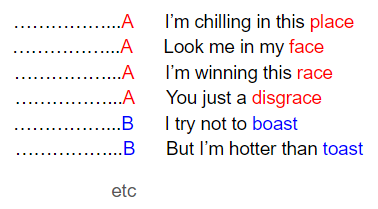 ………………...A I’m chilling in this place
………………...A Look me in my face
………………...A I’m winning this race
………………..A You just a disgrace
………………...B I try not to boast
………………...B But I’m hotter than toast
etc